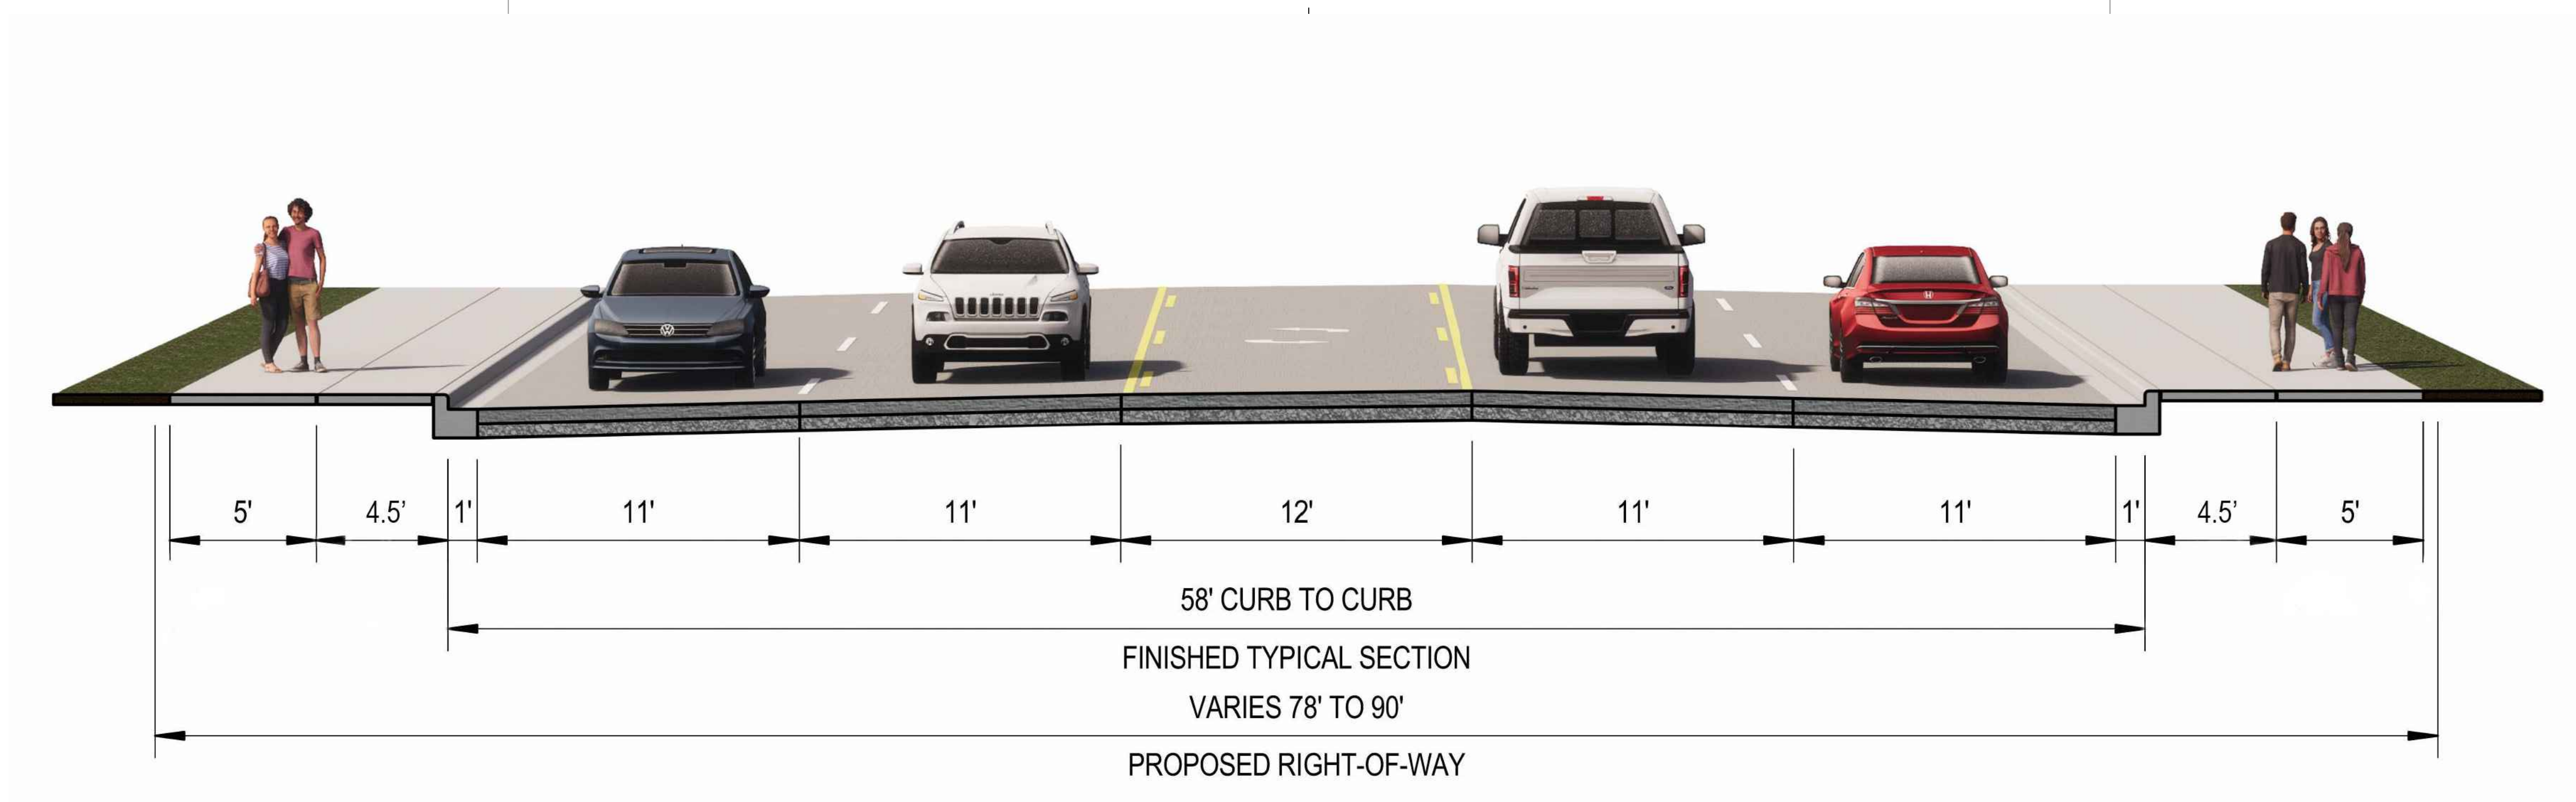 5'
4.5’
1'
11'
11'
12'
11'
11'
1'
4.5'
5'
58' CURB TO CURB
FINISHED TYPICAL SECTION
VARIES 78' TO 90'
PROPOSED RIGHT-OF-WAY